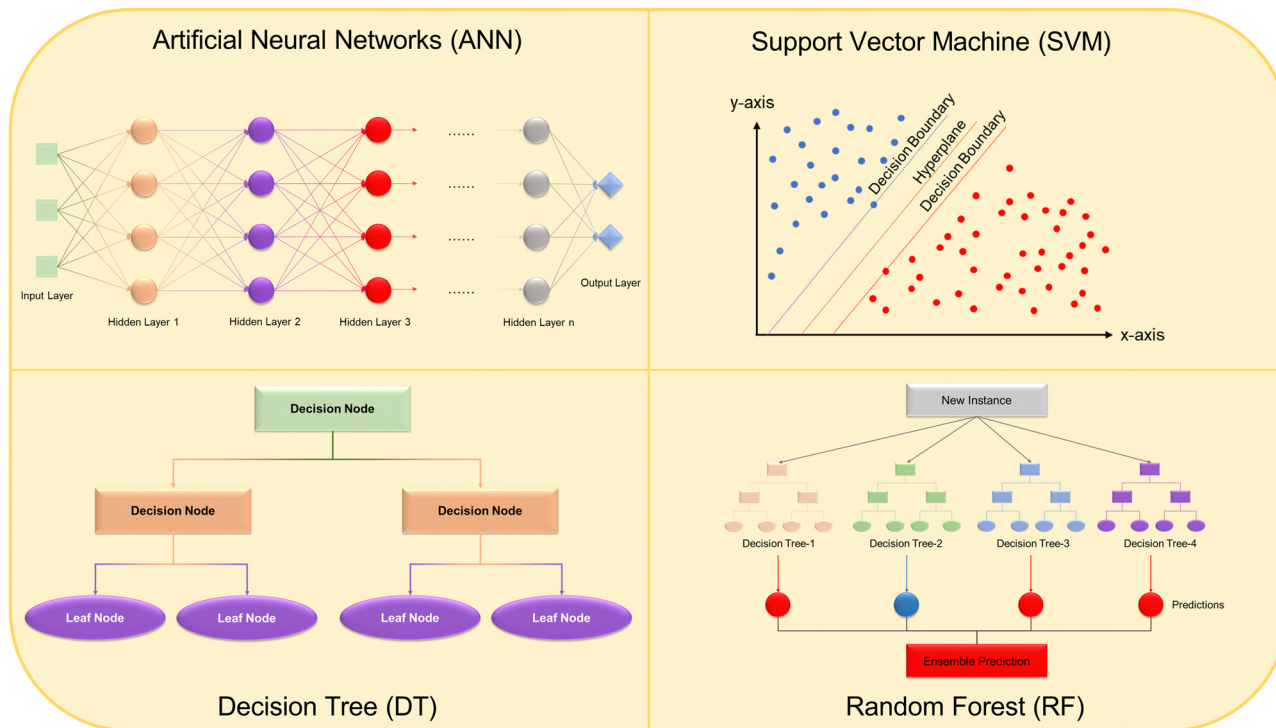 Artificial Neural Networks (ANN)
......
......
......
......
Input Layer
Output Layer
Hidden Layer 1
Hidden Layer 2
Hidden Layer 3
Hidden Layer n
Support Vector Machine (SVM)
y-axis
Decision Boundary
Hyperplane
Decision Boundary
x-axis
Decision Node
Decision Node
Decision Node
Leaf Node
Leaf Node
Leaf Node
Leaf Node
Decision Tree (DT)
New Instance
Decision Tree-1
Decision Tree-2
Decision Tree-3
Decision Tree-4
Predictions
Ensemble Prediction
Random Forest (RF)